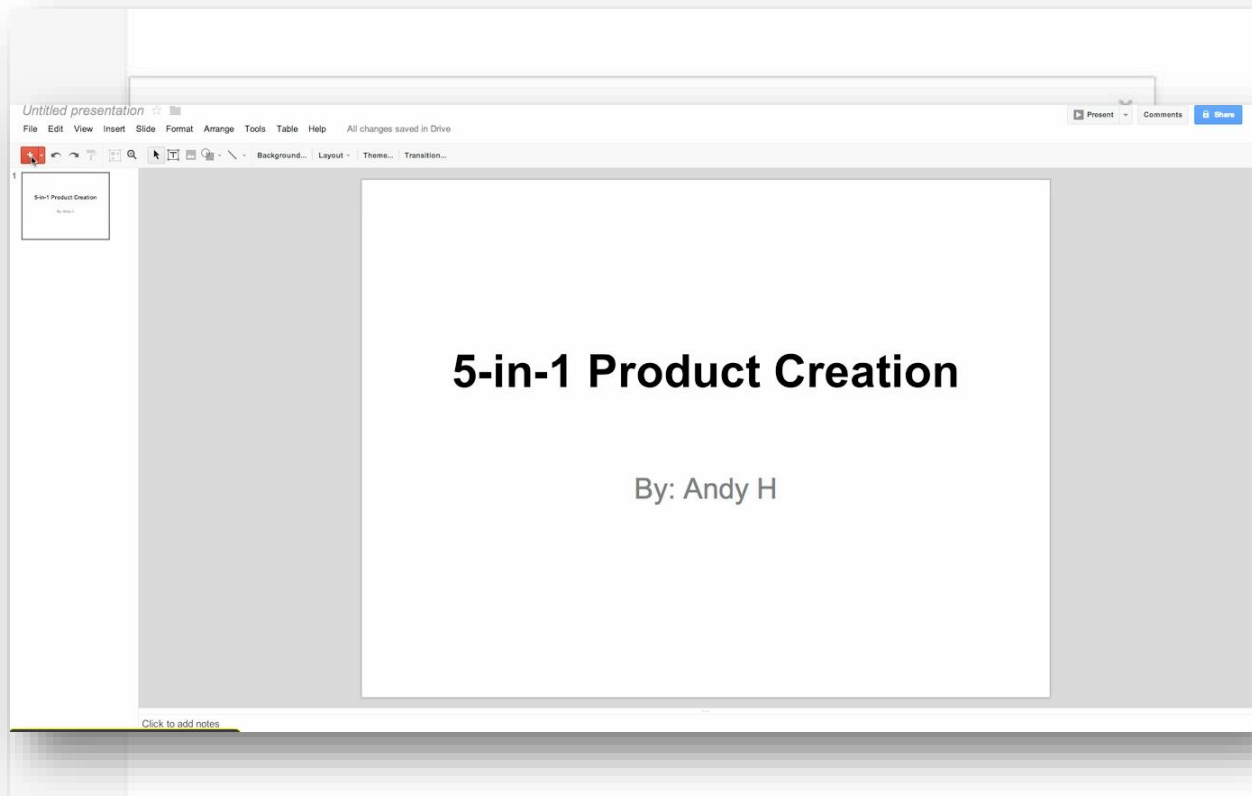 Untitled presentation
Present
Comments
Share
File Edit View Insert Slide Format Arrange Tools Table Help All changes saved in Drive
Background... Layout Theme... Transition...
1
5-in-1 Product Creation
By: Andy H
5-in-1 Product Creation
By: Andy H
Click to add notes